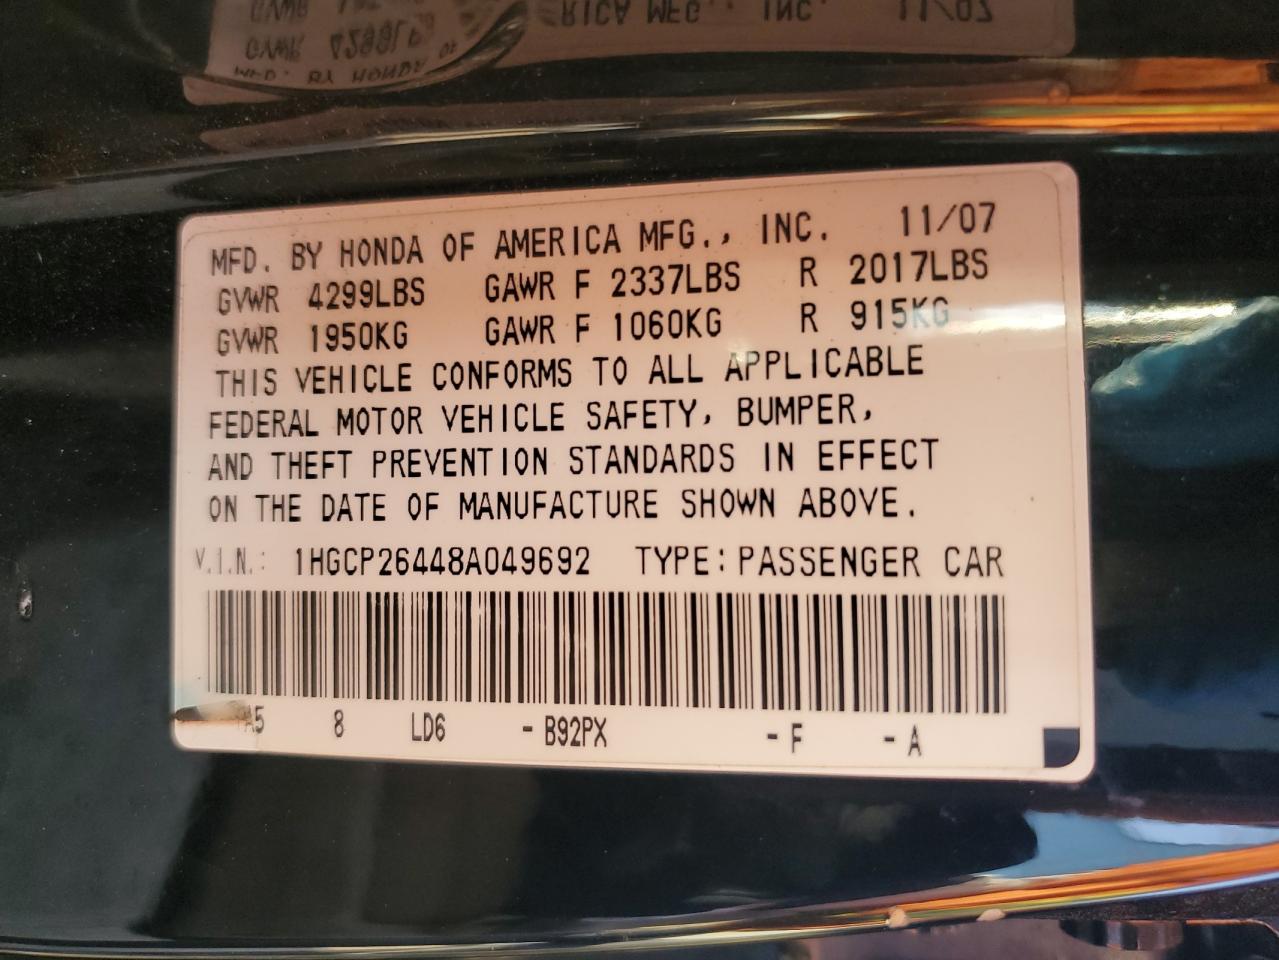 MFD. BY HONDA OF AMERICA MFG., INC. 11/07
GVWR 4299LBS GAWR F 2337LBS R 2017LBS
GVWR 1950KG GAWR F 1060KG R 915KG
THIS VEHICLE CONFORMS TO ALL APPLICABLE
FEDERAL MOTOR VEHICLE SAFETY, BUMPER,
AND THEFT PREVENTION STANDARDS IN EFFECT
ON THE DATE OF MANUFACTURE SHOWN ABOVE.
V.I.N.: 1HGCP26448A049692 TYPE: PASSENGER CAR
8 LD6 - B92PX - F - A